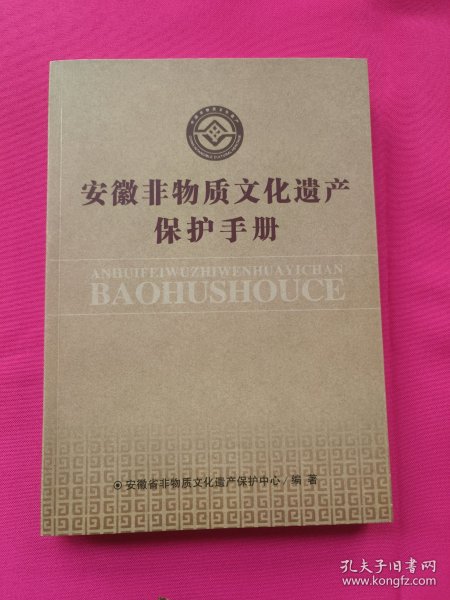 安徽非物质文化遗产
保护手册
ANHUIFEIWUZHIWENHUAYICHAN
BAOHUSHOUCE
安徽省非物质文化遗产保护中心/编 著
孔夫子旧书网
www.kongfz.com